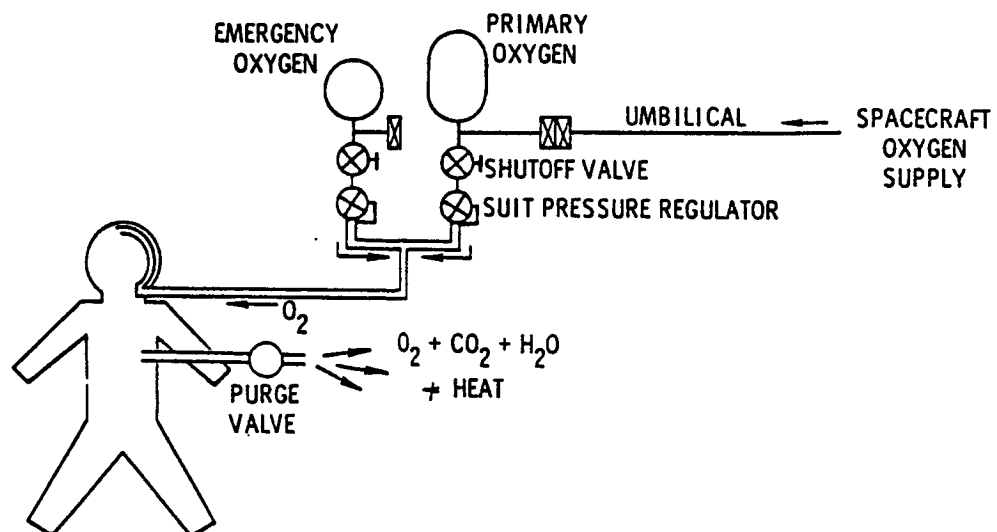 EMERGENCY
OXYGEN
PRIMARY
OXYGEN
UMBILICAL
SPACECRAFT
OXYGEN
SUPPLY
SHUTOFF VALVE
SUIT PRESSURE REGULATOR
O₂
O₂ + CO₂ + H₂O
+ HEAT
PURGE
VALVE